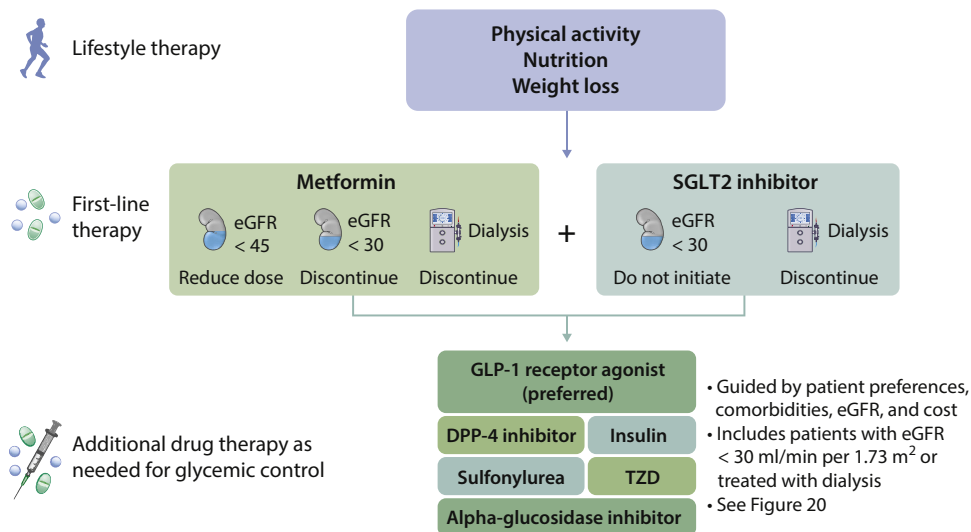 Lifestyle therapy
Physical activity
Nutrition
Weight loss
First-line
therapy
Metformin
eGFR
< 45
Reduce dose
eGFR
< 30
Discontinue
Dialysis
Discontinue
+
SGLT2 inhibitor
eGFR
< 30
Do not initiate
Dialysis
Discontinue
Additional drug therapy as
needed for glycemic control
GLP-1 receptor agonist
(preferred)
DPP-4 inhibitor
Insulin
Sulfonylurea
TZD
Alpha-glucosidase inhibitor
• Guided by patient preferences,
comorbidities, eGFR, and cost
• Includes patients with eGFR
< 30 ml/min per 1.73 m² or
treated with dialysis
• See Figure 20